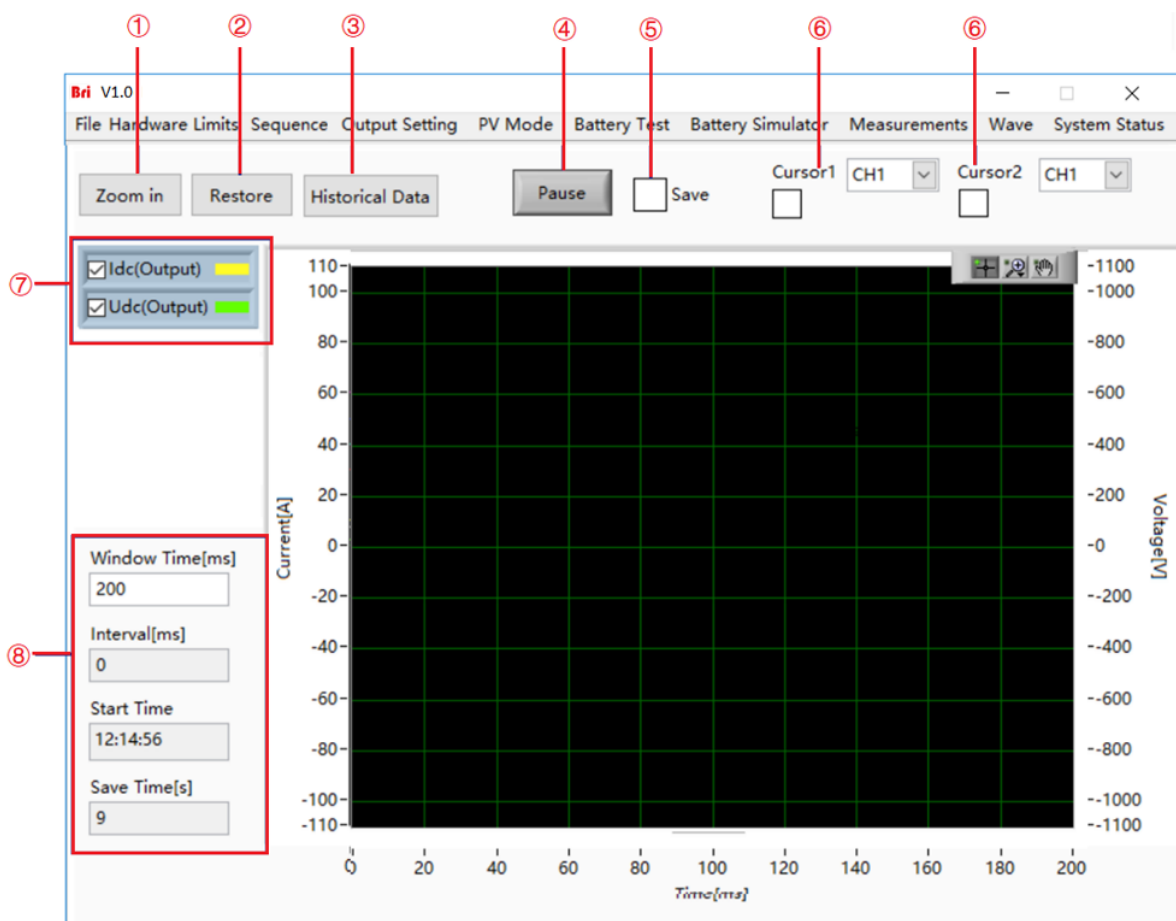 ① ② ③ ④ ⑤ ⑥ ⑥
Bri V1.0
File Hardware Limits Sequence Output Setting PV Mode Battery Test Battery Simulator Measurements Wave System Status
Zoom in Restore Historical Data Pause Save Cursor1 CH1 Cursor2 CH1
⑦
Idc(Output)
Udc(Output)
⑧
Window Time[ms]
200
Interval[ms]
0
Start Time
12:14:56
Save Time[s]
9
Current[A]
110
100
80
60
40
20
0
-20
-40
-60
-80
-100
-110
-1100
-1000
-800
-600
-400
-200
-0
--200
--400
--600
--800
--1000
--1100
Voltage[V]
0 20 40 60 80 100 120 140 160 180 200
Time[ms]